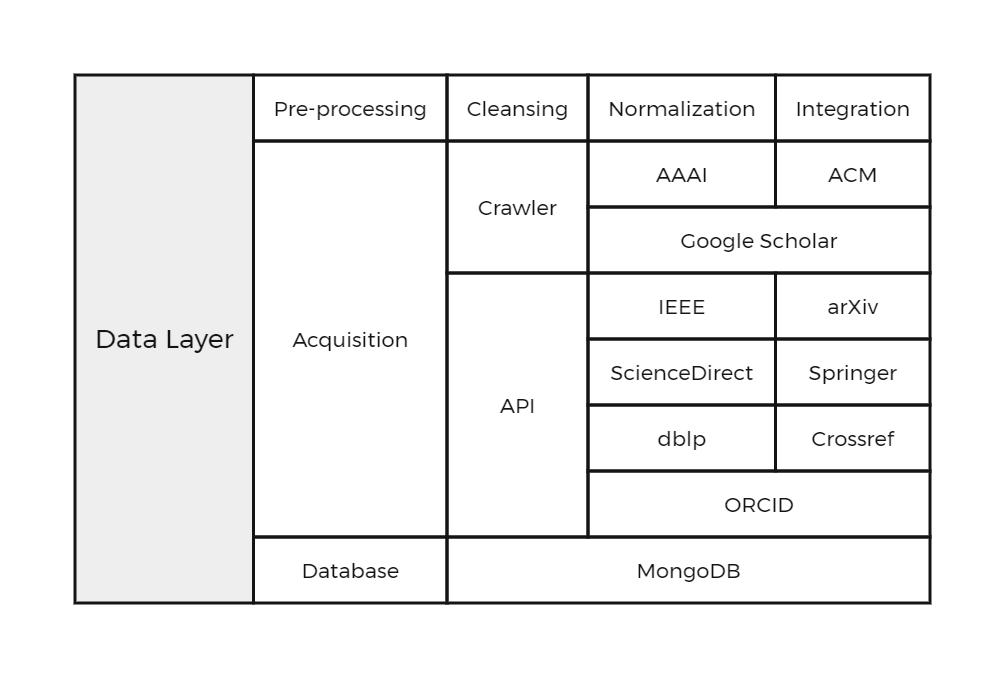 Data Layer
Pre-processing
Cleansing
Normalization
Integration
Acquisition
Crawler
AAAI
ACM
Google Scholar
API
IEEE
arXiv
ScienceDirect
Springer
dblp
Crossref
ORCID
Database
MongoDB